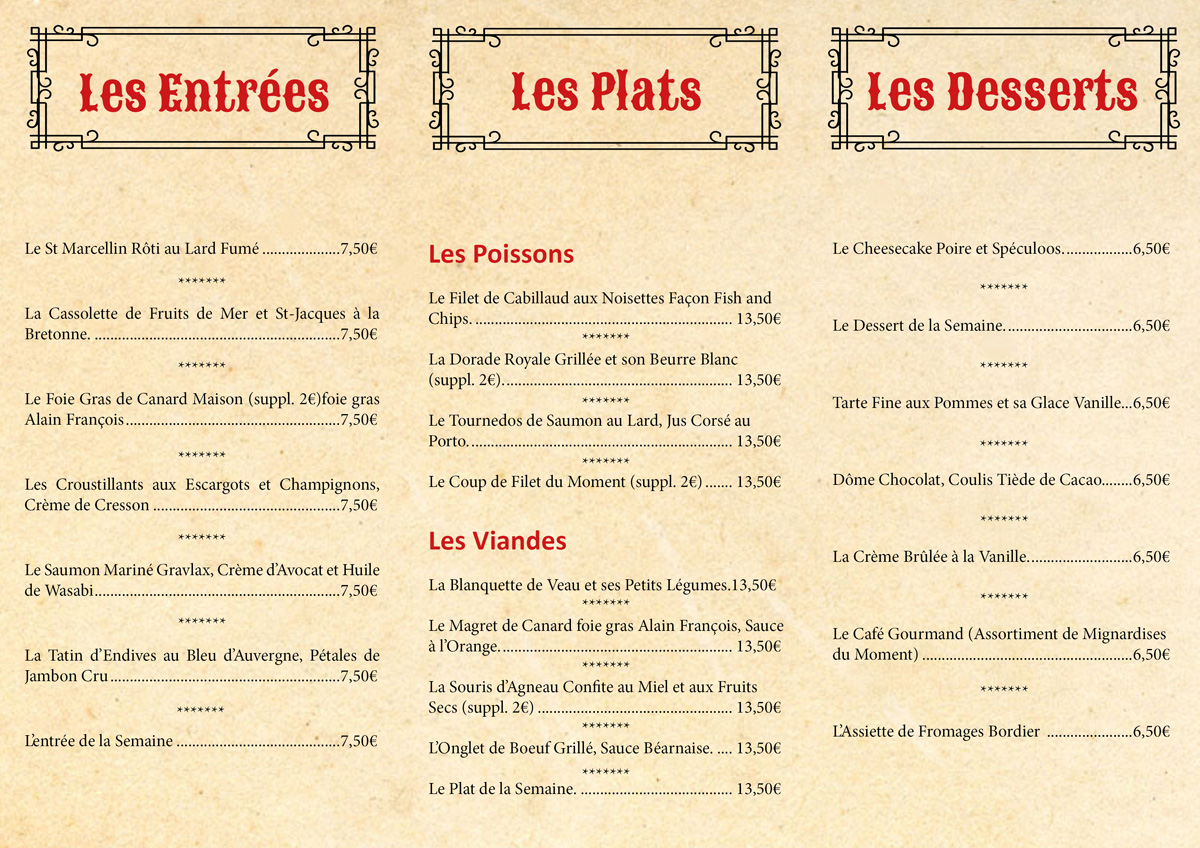 Les Entrées
Le St Marcellin Rôti au Lard Fumé ....................7,50€
*******
La Cassolette de Fruits de Mer et St-Jacques à la
Bretonne. ...............................................................7,50€
*******
Le Foie Gras de Canard Maison (suppl. 2€)foie gras
Alain François.......................................................7,50€
*******
Les Croustillants aux Escargots et Champignons,
Crème de Cresson ................................................7,50€
*******
Le Saumon Mariné Gravlax, Crème d’Avocat et Huile
de Wasabi...............................................................7,50€
*******
La Tatin d’Endives au Bleu d’Auvergne, Pétales de
Jambon Cru...........................................................7,50€
*******
L’entrée de la Semaine ..........................................7,50€
Les Plats
Les Poissons
Le Filet de Cabillaud aux Noisettes Façon Fish and
Chips. .................................................................. 13,50€
*******
La Dorade Royale Grillée et son Beurre Blanc
(suppl. 2€)........................................................... 13,50€
*******
Le Tournedos de Saumon au Lard, Jus Corsé au
Porto.................................................................... 13,50€
*******
Le Coup de Filet du Moment (suppl. 2€) ....... 13,50€
Les Viandes
La Blanquette de Veau et ses Petits Légumes.13,50€
*******
Le Magret de Canard foie gras Alain François, Sauce
à l’Orange............................................................ 13,50€
*******
La Souris d’Agneau Confite au Miel et aux Fruits
Secs (suppl. 2€) .................................................. 13,50€
*******
L’Onglet de Boeuf Grillé, Sauce Béarnaise. .... 13,50€
*******
Le Plat de la Semaine. ....................................... 13,50€
Les Desserts
Le Cheesecake Poire et Spéculoos..................6,50€
*******
Le Dessert de la Semaine.................................6,50€
*******
Tarte Fine aux Pommes et sa Glace Vanille...6,50€
*******
Dôme Chocolat, Coulis Tiède de Cacao........6,50€
*******
La Crème Brûlée à la Vanille...........................6,50€
*******
Le Café Gourmand (Assortiment de Mignardises
du Moment) ......................................................6,50€
*******
L’Assiette de Fromages Bordier ......................6,50€